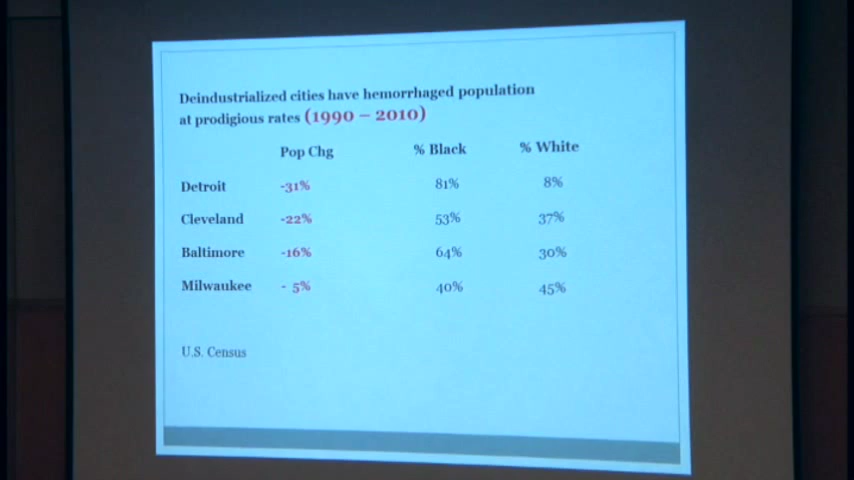 Deindustrialized cities have hemorrhaged population
at prodigious rates (1990 – 2010)
Pop Chg % Black % White
Detroit -31% 81% 8%
Cleveland -22% 53% 37%
Baltimore -16% 64% 30%
Milwaukee - 5% 40% 45%
U.S. Census